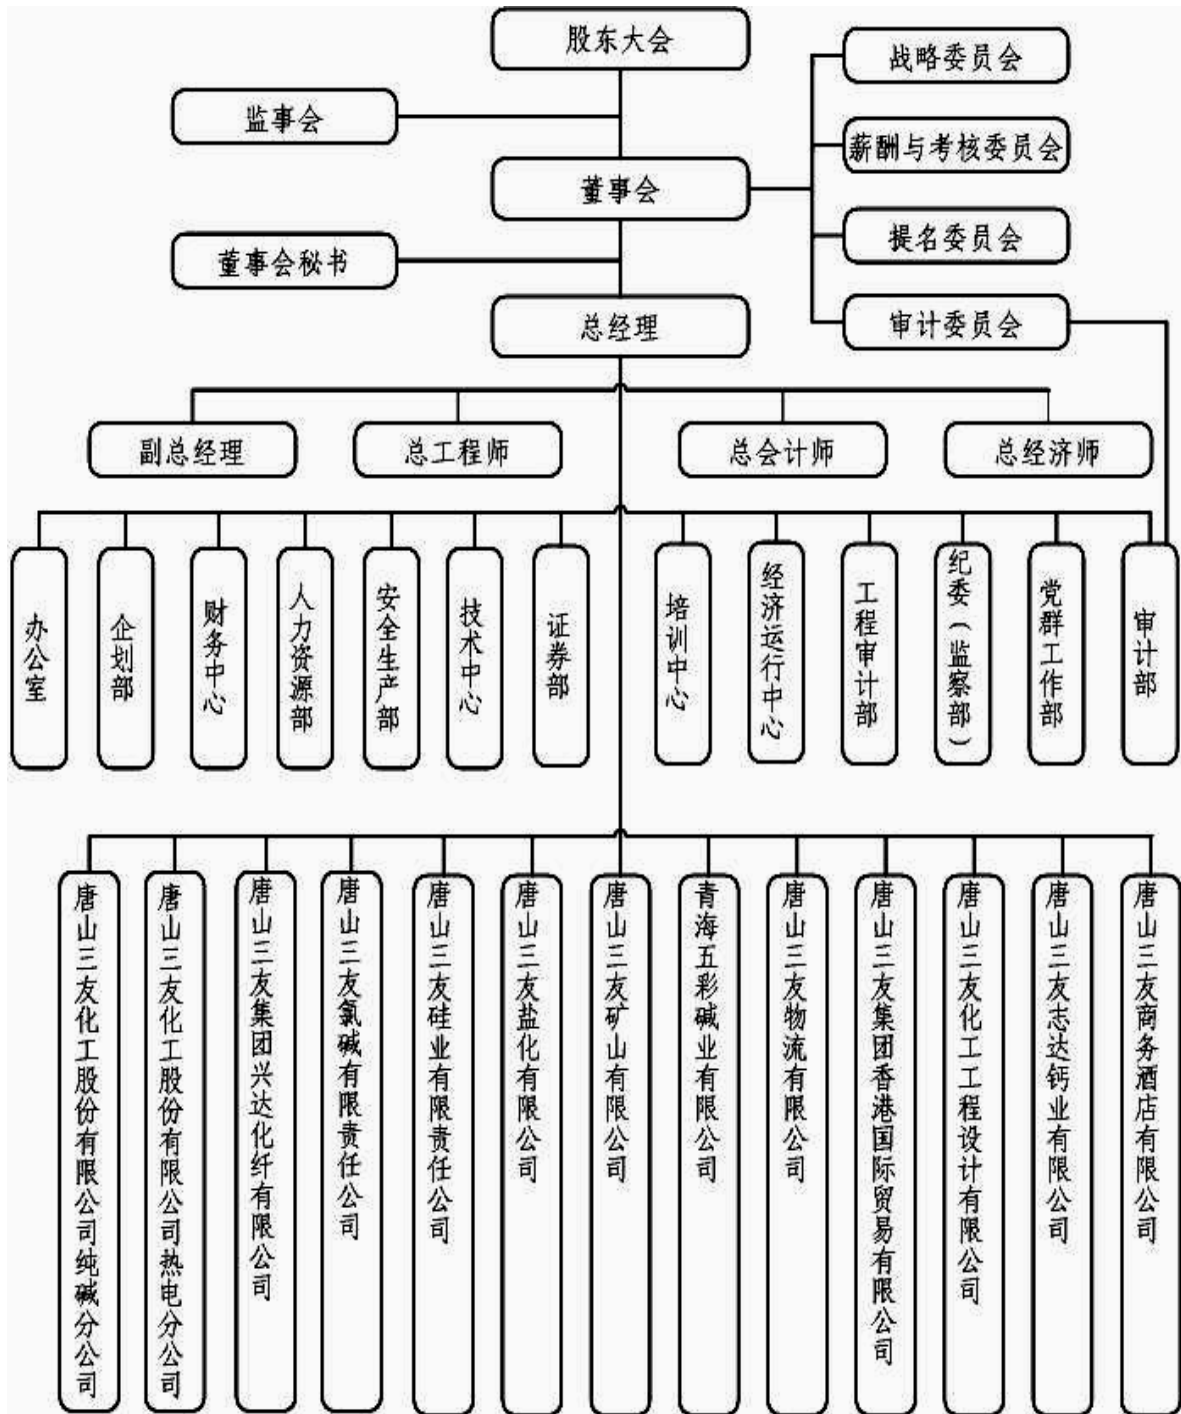 股东大会
战略委员会
监事会
薪酬与考核委员会
董事会
提名委员会
董事会秘书
总经理
审计委员会
副总经理
总工程师
总会计师
总经济师
办公室
企划部
财务中心
人力资源部
安全生产部
技术中心
证券部
培训中心
经济运行中心
工程审计部
纪委（监察部）
党群工作部
审计部
唐山三友化工股份有限公司纯碱分公司
唐山三友化工股份有限公司热电分公司
唐山三友集团兴达化纤有限公司
唐山三友氯碱有限责任公司
唐山三友硅业有限责任公司
唐山三友盐化有限公司
唐山三友矿山有限公司
青海五彩碱业有限公司
唐山三友物流有限公司
唐山三友集团香港国际贸易有限公司
唐山三友化工工程设计有限公司
唐山三友志达钙业有限公司
唐山三友商务酒店有限公司